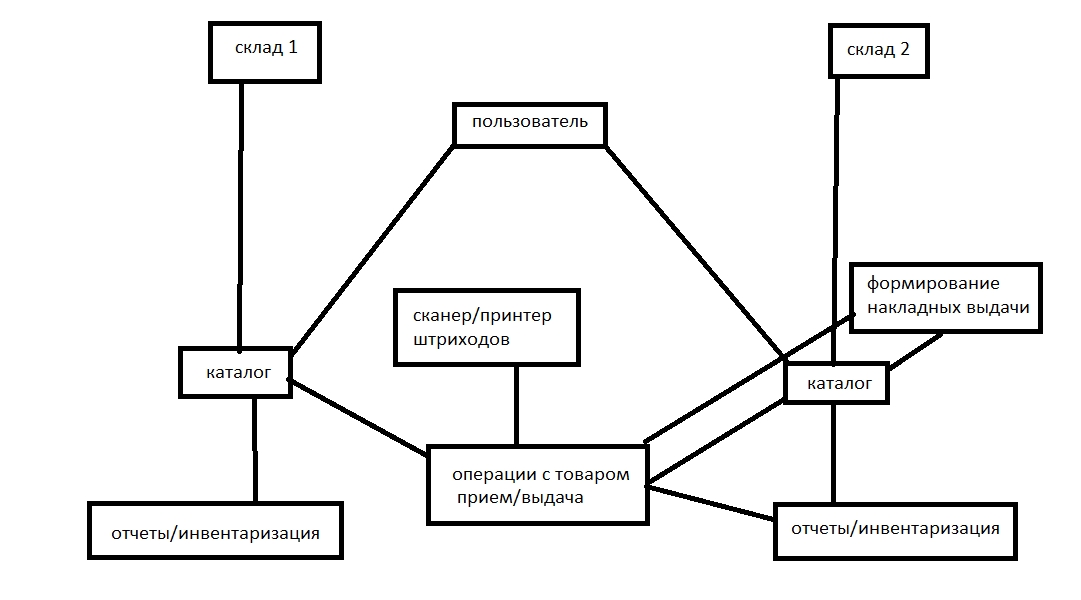 склад 1
склад 2
пользователь
формирование
накладных выдачи
сканер/принтер
штриходов
каталог
каталог
операции с товаром
прием/выдача
отчеты/инвентаризация
отчеты/инвентаризация